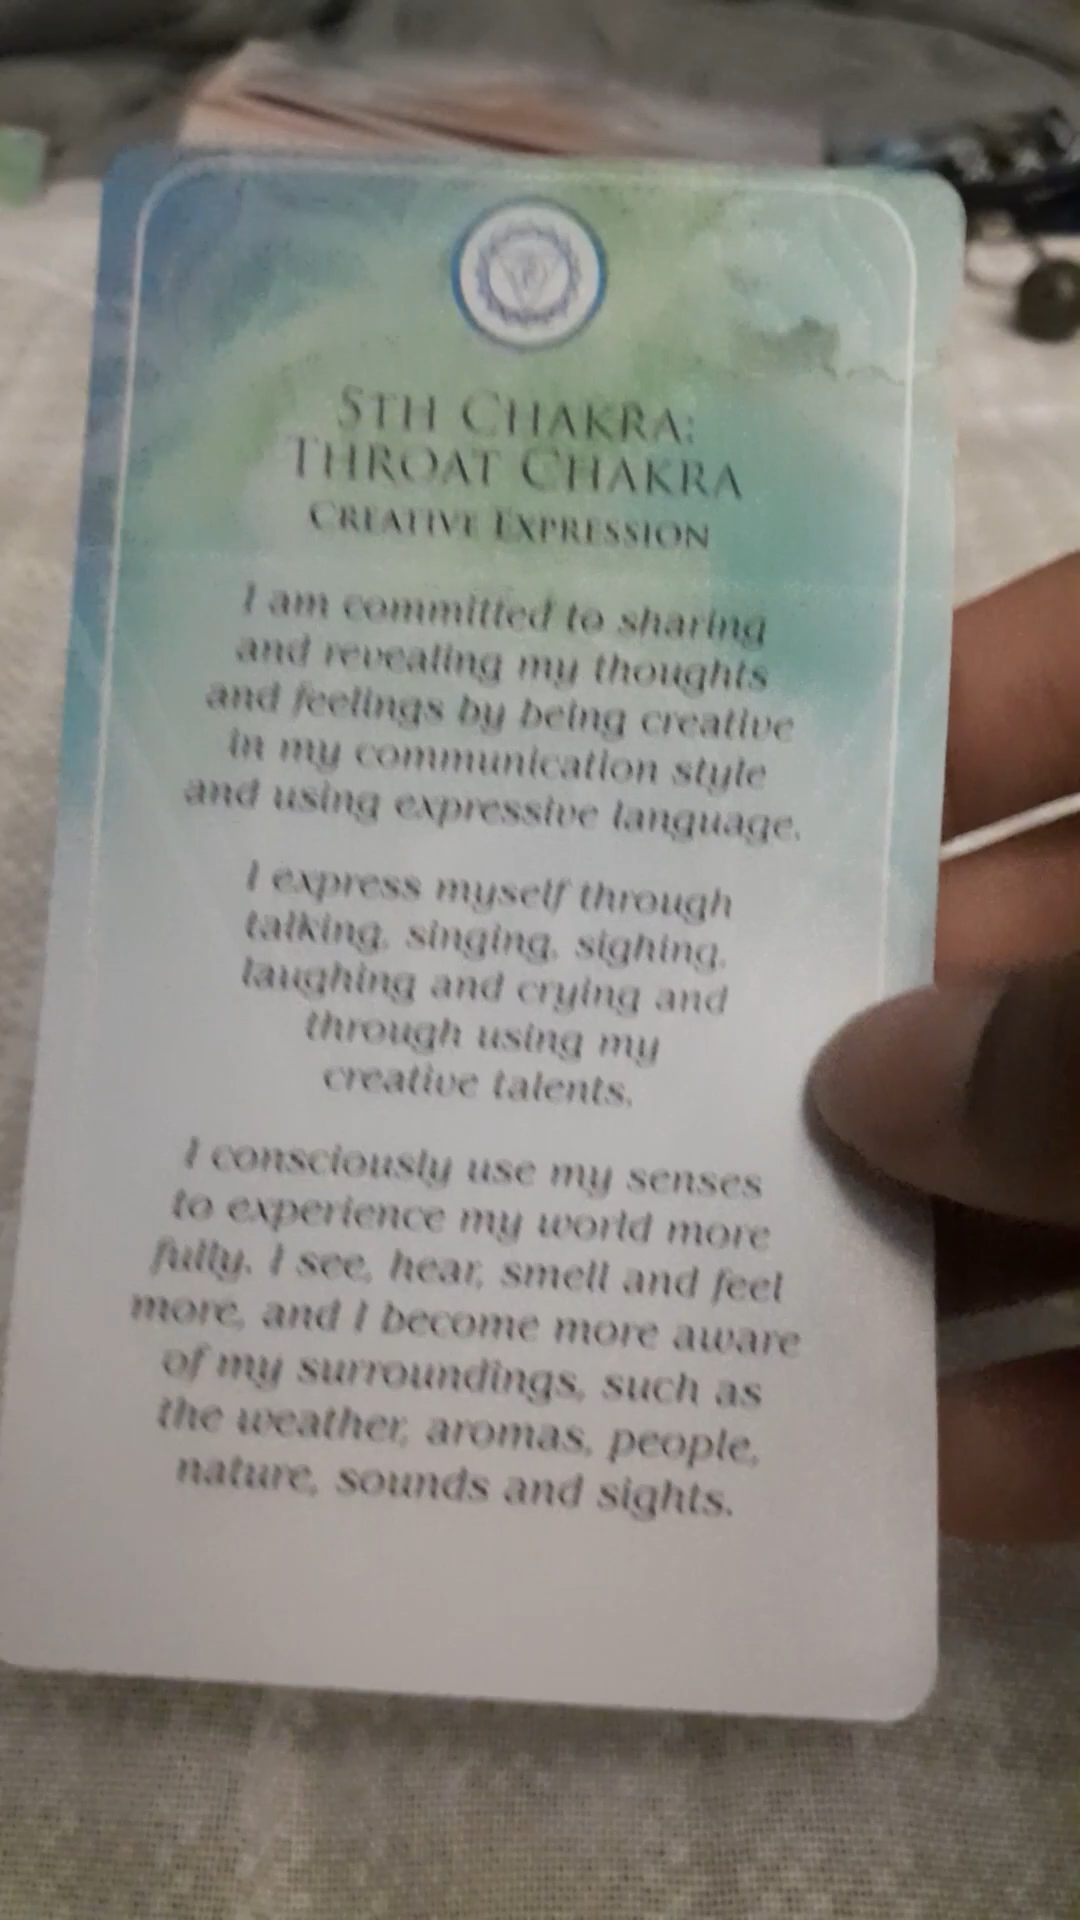 5TH CHAKRA:
THROAT CHAKRA
CREATIVE EXPRESSION
I am committed to sharing
and revealing my thoughts
and feelings by being creative
in my communication style
and using expressive language.
I express myself through
talking, singing, sighing,
laughing and crying and
through using my
creative talents.
I consciously use my senses
to experience my world more
fully. I see, hear, smell and feel
more, and I become more aware
of my surroundings, such as
the weather, aromas, people,
nature, sounds and sights.